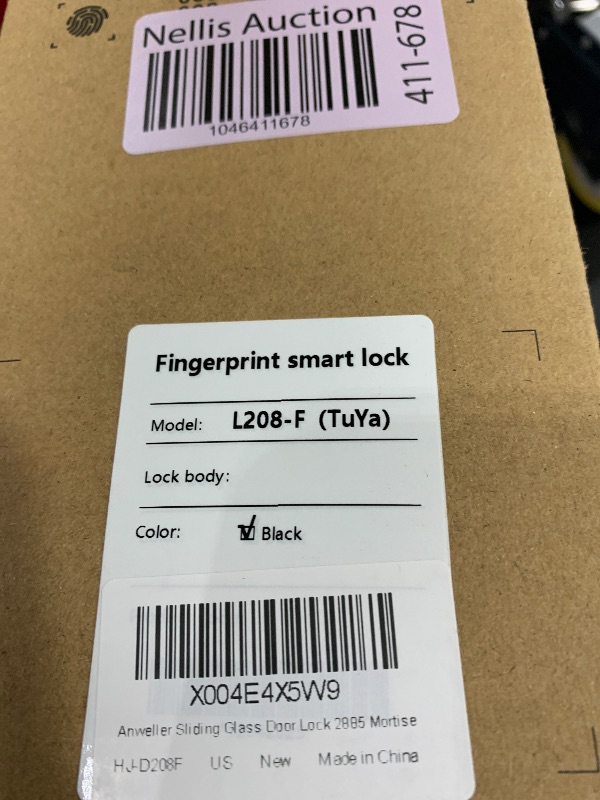 Nellis Auction
411-678
1046411678
Fingerprint smart lock
Model: L208-F (TuYa)
Lock body:
Color: Black
X004E4X5W9
Anweller Sliding Glass Door Lock 2885 Mortise
HJ-D208F US New Made in China